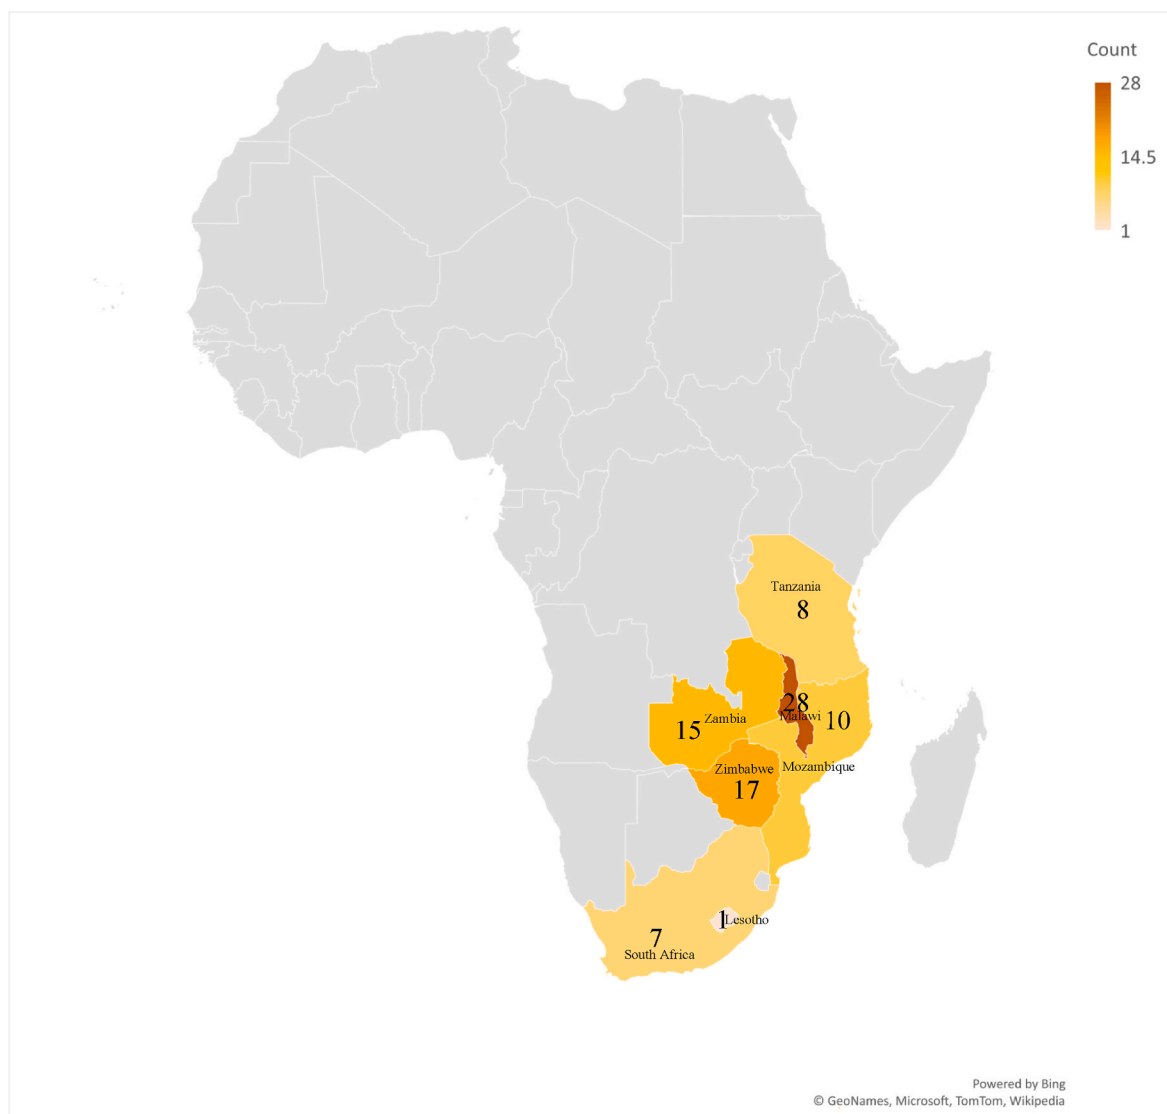 Count
28
14.5
1
Tanzania
8
28
Malawi
10
15
Zambia
Mozambique
Zimbabwe
17
1
Lesotho
7
South Africa
Powered by Bing
© GeoNames, Microsoft, TomTom, Wikipedia